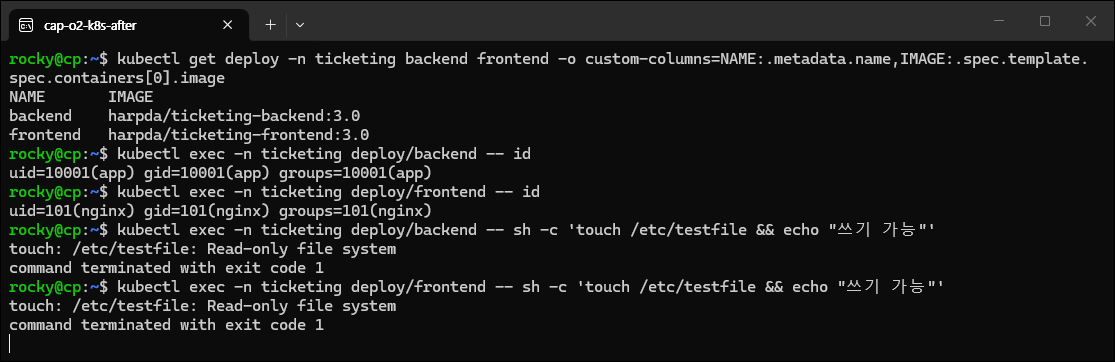 cap-o2-k8s-after
rocky@cp:~$ kubectl get deploy -n ticketing backend frontend -o custom-columns=NAME:.metadata.name,IMAGE:.spec.template.
spec.containers[0].image
NAME       IMAGE
backend    harpda/ticketing-backend:3.0
frontend   harpda/ticketing-frontend:3.0
rocky@cp:~$ kubectl exec -n ticketing deploy/backend -- id
uid=10001(app) gid=10001(app) groups=10001(app)
rocky@cp:~$ kubectl exec -n ticketing deploy/frontend -- id
uid=101(nginx) gid=101(nginx) groups=101(nginx)
rocky@cp:~$ kubectl exec -n ticketing deploy/backend -- sh -c 'touch /etc/testfile && echo "쓰기 가능"'
touch: /etc/testfile: Read-only file system
command terminated with exit code 1
rocky@cp:~$ kubectl exec -n ticketing deploy/frontend -- sh -c 'touch /etc/testfile && echo "쓰기 가능"'
touch: /etc/testfile: Read-only file system
command terminated with exit code 1